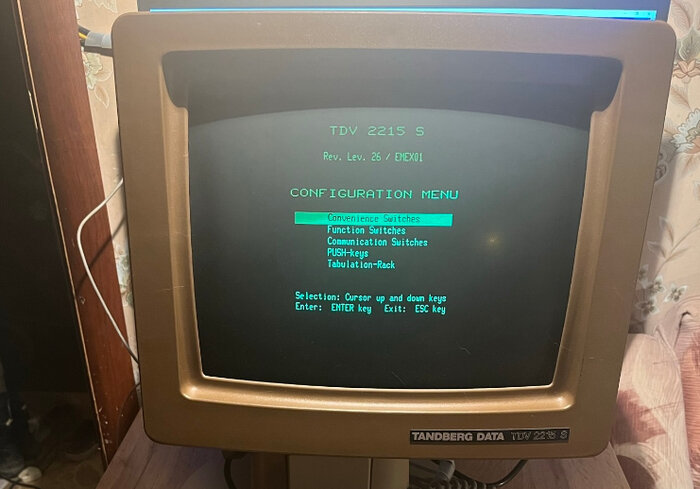 TDV 2215 S
Rev. Lev. 26 / EMEX01
CONFIGURATION MENU
Convenience Switches
Function Switches
Communication Switches
PUSH-keys
Tabulation-Rack
Selection: Cursor up and down keys
Enter: ENTER key Exit: ESC key
TANDBERG DATA TDV 2215 S